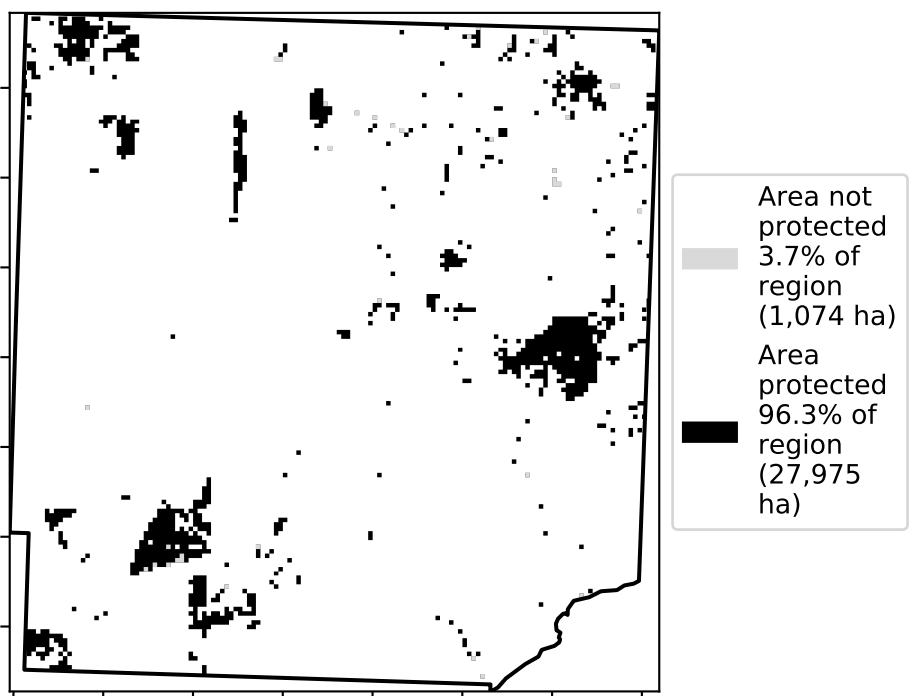 Area not
protected
3.7% of
region
(1,074 ha)
Area
protected
96.3% of
region
(27,975
ha)